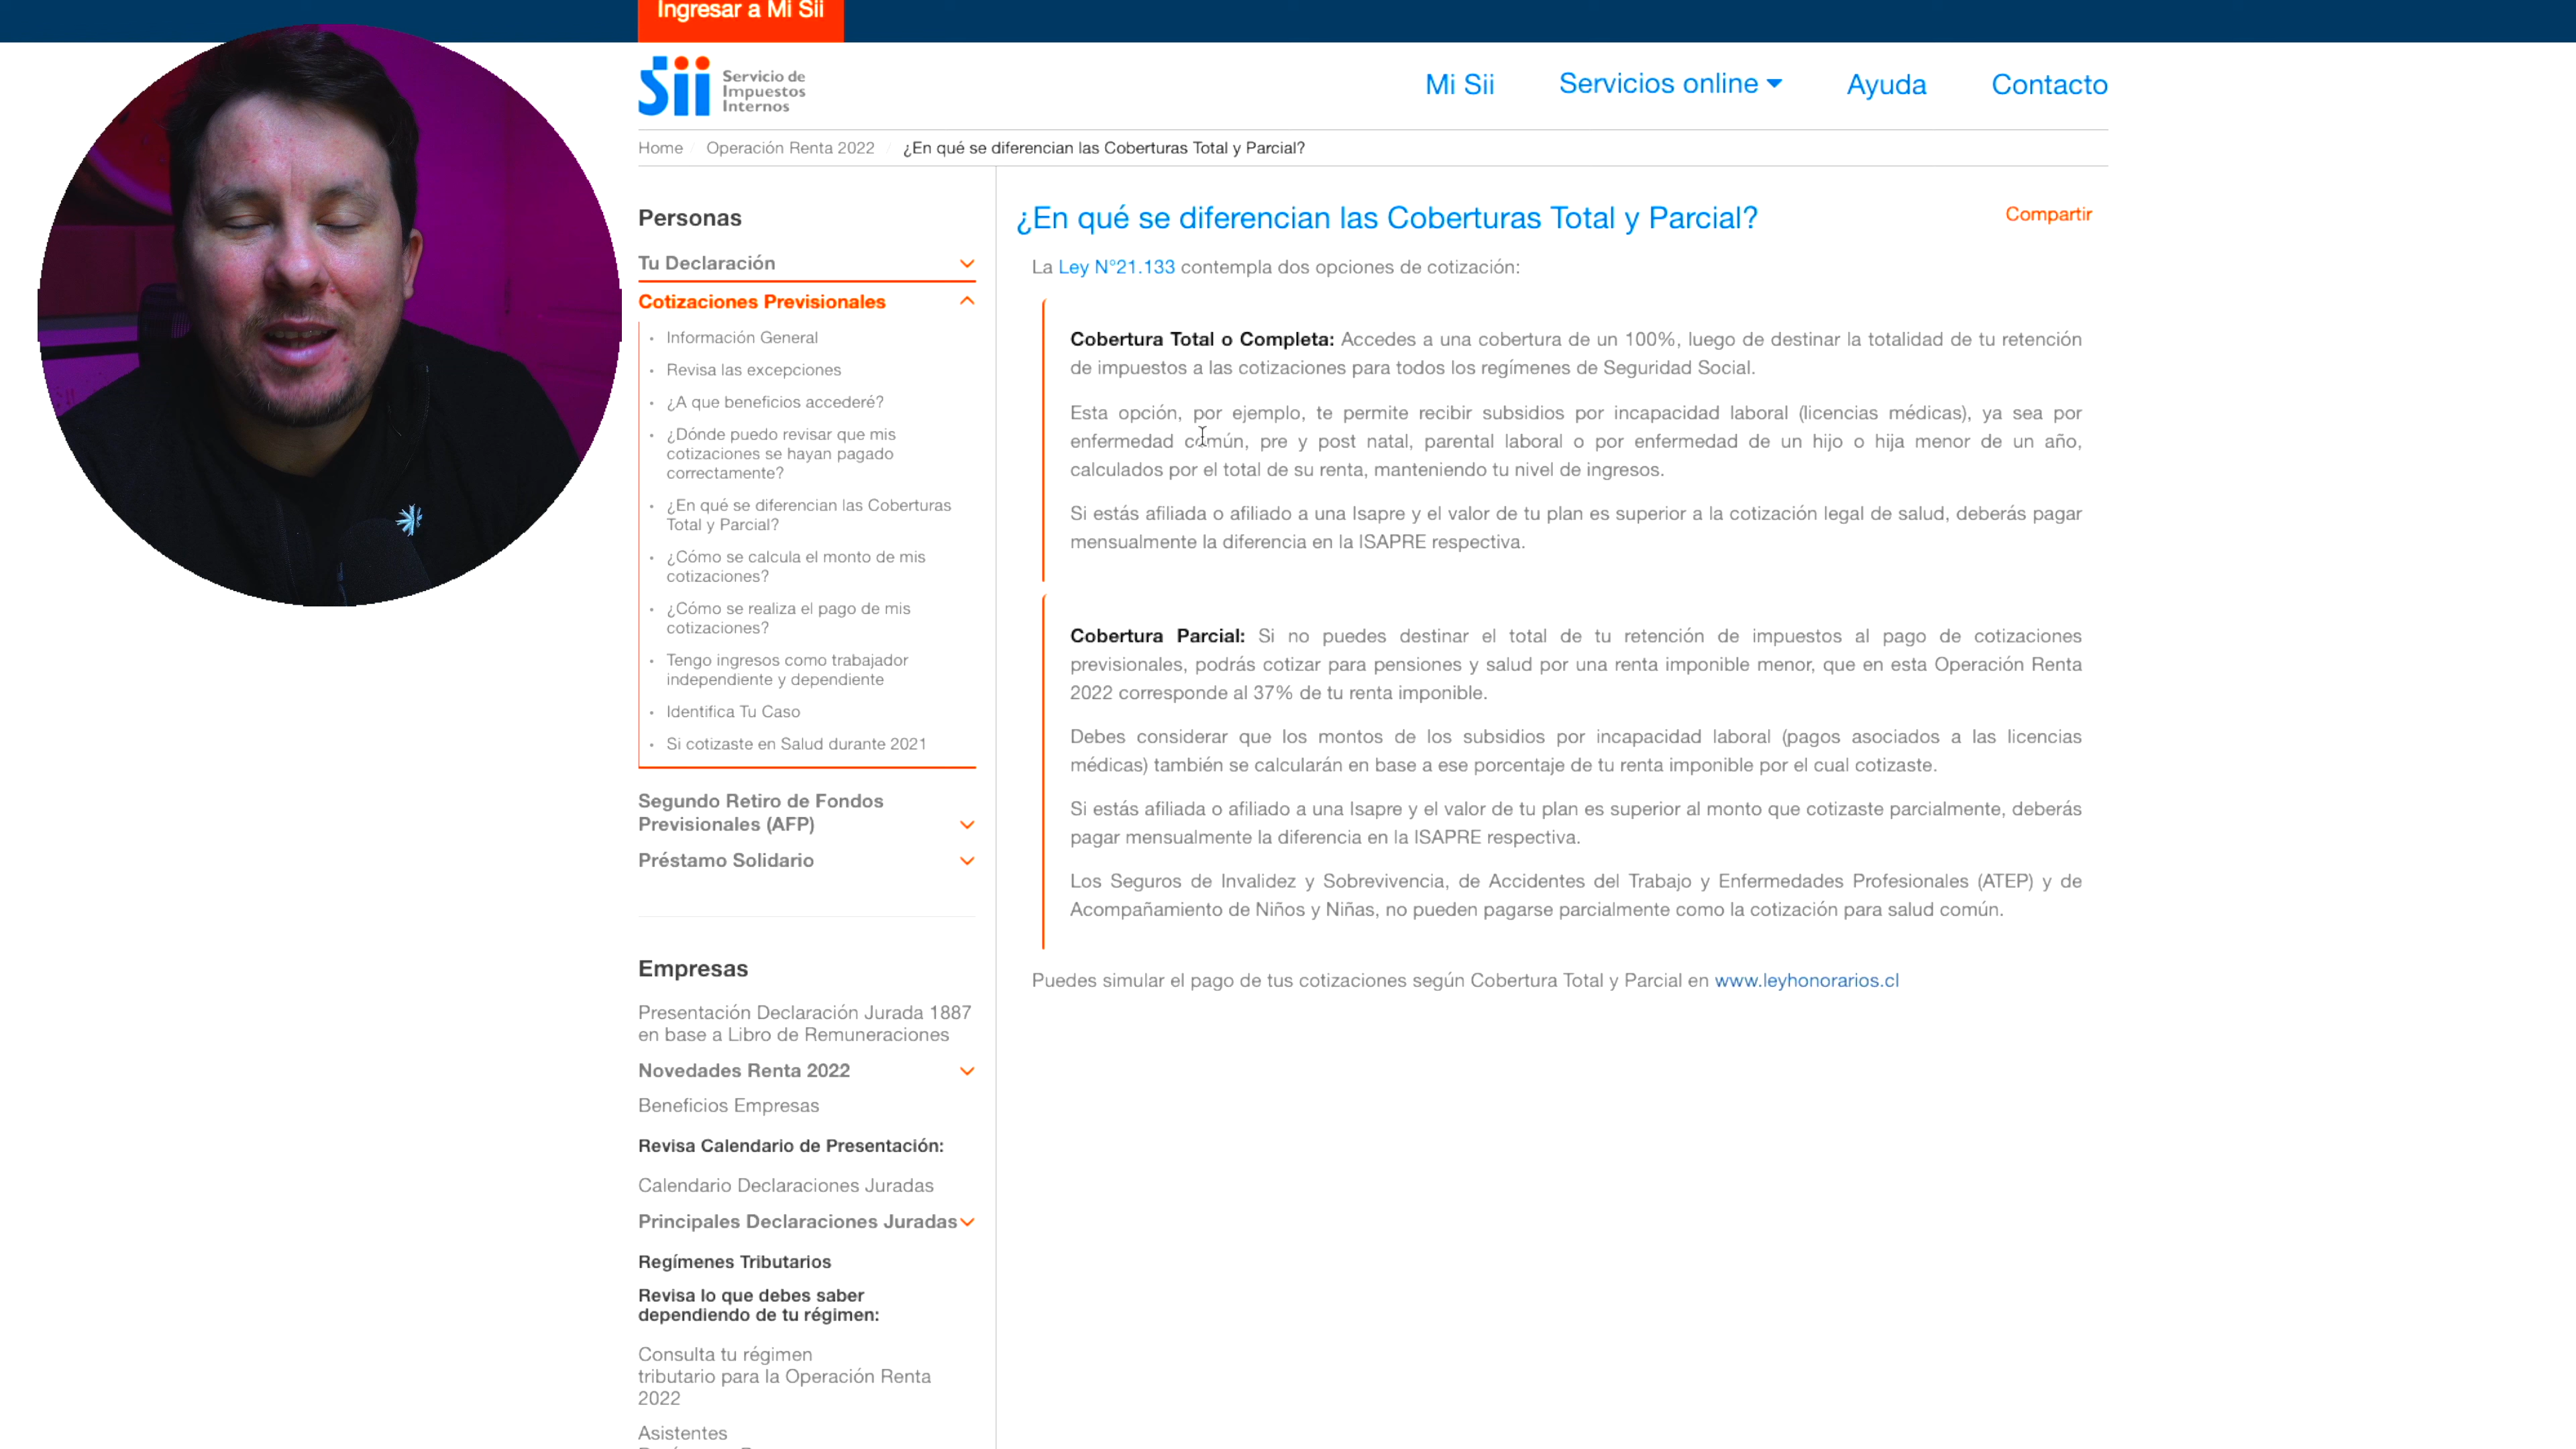 Ingresar a Mi Sii
Sii Servicio de
Impuestos
Internos
Mi Sii
Servicios online
Ayuda
Contacto
Home
Operación Renta 2022
¿En qué se diferencian las Coberturas Total y Parcial?
Personas
Tu Declaración
Cotizaciones Previsionales
Información General
Revisa las excepciones
¿A que beneficios accederé?
¿Dónde puedo revisar que mis
cotizaciones se hayan pagado
correctamente?
¿En qué se diferencian las Coberturas
Total y Parcial?
¿Cómo se calcula el monto de mis
cotizaciones?
¿Cómo se realiza el pago de mis
cotizaciones?
Tengo ingresos como trabajador
independiente y dependiente
Identifica Tu Caso
Si cotizaste en Salud durante 2021
Segundo Retiro de Fondos
Previsionales (AFP)
Préstamo Solidario
Empresas
Presentación Declaración Jurada 1887
en base a Libro de Remuneraciones
Novedades Renta 2022
Beneficios Empresas
Revisa Calendario de Presentación:
Calendario Declaraciones Juradas
Principales Declaraciones Juradas
Regímenes Tributarios
Revisa lo que debes saber
dependiendo de tu régimen:
Consulta tu régimen
tributario para la Operación Renta
2022
Asistentes
¿En qué se diferencian las Coberturas Total y Parcial?
Compartir
La Ley N°21.133 contempla dos opciones de cotización:
Cobertura Total o Completa: Accedes a una cobertura de un 100%, luego de destinar la totalidad de tu retención
de impuestos a las cotizaciones para todos los regímenes de Seguridad Social.
Esta opción, por ejemplo, te permite recibir subsidios por incapacidad laboral (licencias médicas), ya sea por
enfermedad común, pre y post natal, parental laboral o por enfermedad de un hijo o hija menor de un año,
calculados por el total de su renta, manteniendo tu nivel de ingresos.
Si estás afiliada o afiliado a una Isapre y el valor de tu plan es superior a la cotización legal de salud, deberás pagar
mensualmente la diferencia en la ISAPRE respectiva.
Cobertura Parcial: Si no puedes destinar el total de tu retención de impuestos al pago de cotizaciones
previsionales, podrás cotizar para pensiones y salud por una renta imponible menor, que en esta Operación Renta
2022 corresponde al 37% de tu renta imponible.
Debes considerar que los montos de los subsidios por incapacidad laboral (pagos asociados a las licencias
médicas) también se calcularán en base a ese porcentaje de tu renta imponible por el cual cotizaste.
Si estás afiliada o afiliado a una Isapre y el valor de tu plan es superior al monto que cotizaste parcialmente, deberás
pagar mensualmente la diferencia en la ISAPRE respectiva.
Los Seguros de Invalidez y Sobrevivencia, de Accidentes del Trabajo y Enfermedades Profesionales (ATEP) y de
Acompañamiento de Niños y Niñas, no pueden pagarse parcialmente como la cotización para salud común.
Puedes simular el pago de tus cotizaciones según Cobertura Total y Parcial en www.leyhonorarios.cl